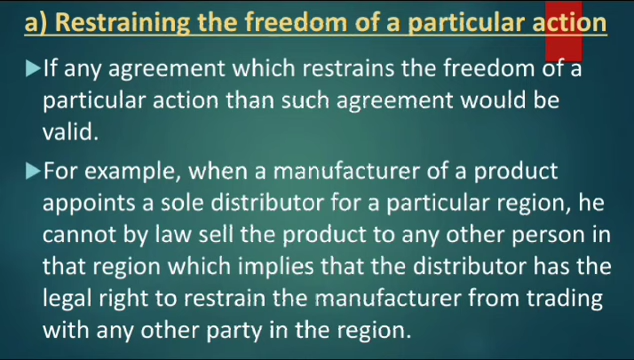 a) Restraining the freedom of a particular action
If any agreement which restrains the freedom of a
particular action than such agreement would be
valid.
For example, when a manufacturer of a product
appoints a sole distributor for a particular region, he
cannot by law sell the product to any other person in
that region which implies that the distributor has the
legal right to restrain the manufacturer from trading
with any other party in the region.